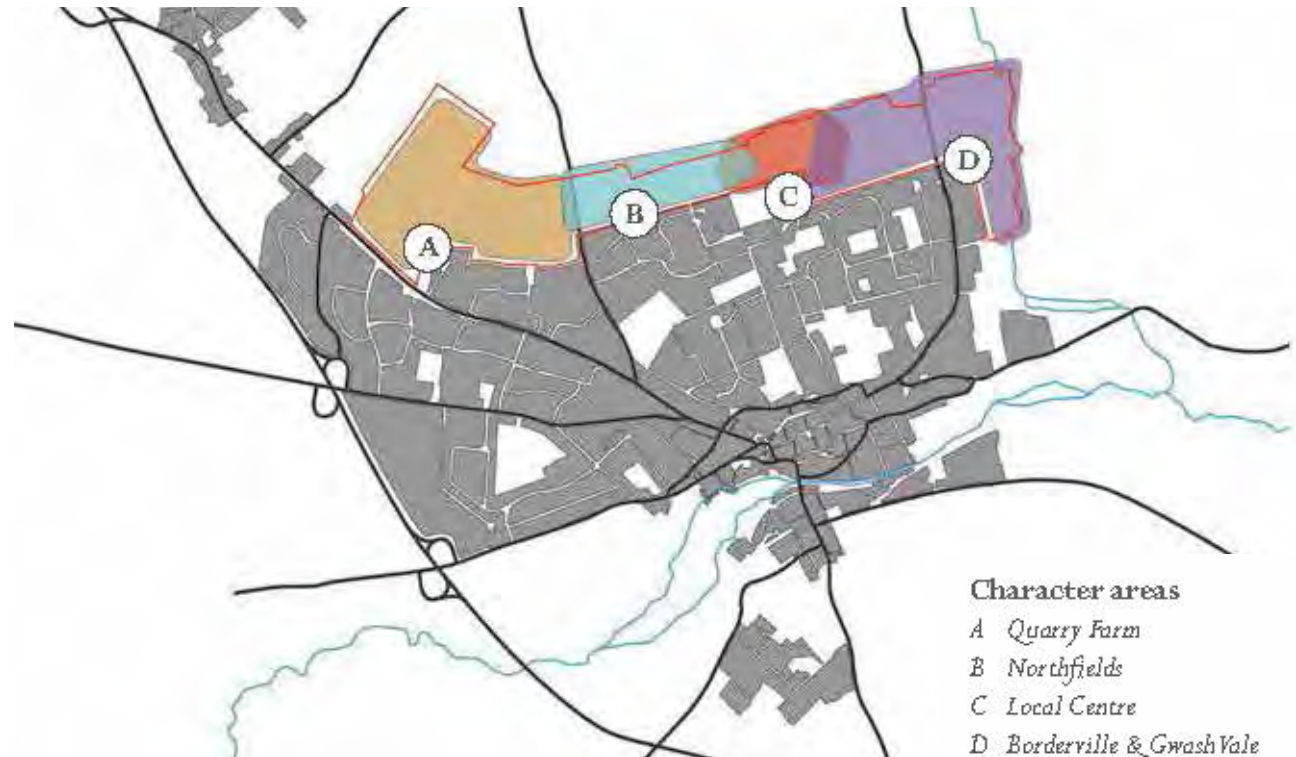 A
B
C
D
Character areas
A Quarry Farm
B Northfields
C Local Centre
D Borderville & Gwash Vale